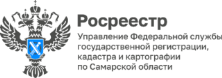 Росреестр
Управление Федеральной службы
государственной регистрации,
кадастра и картографии
по Самарской области